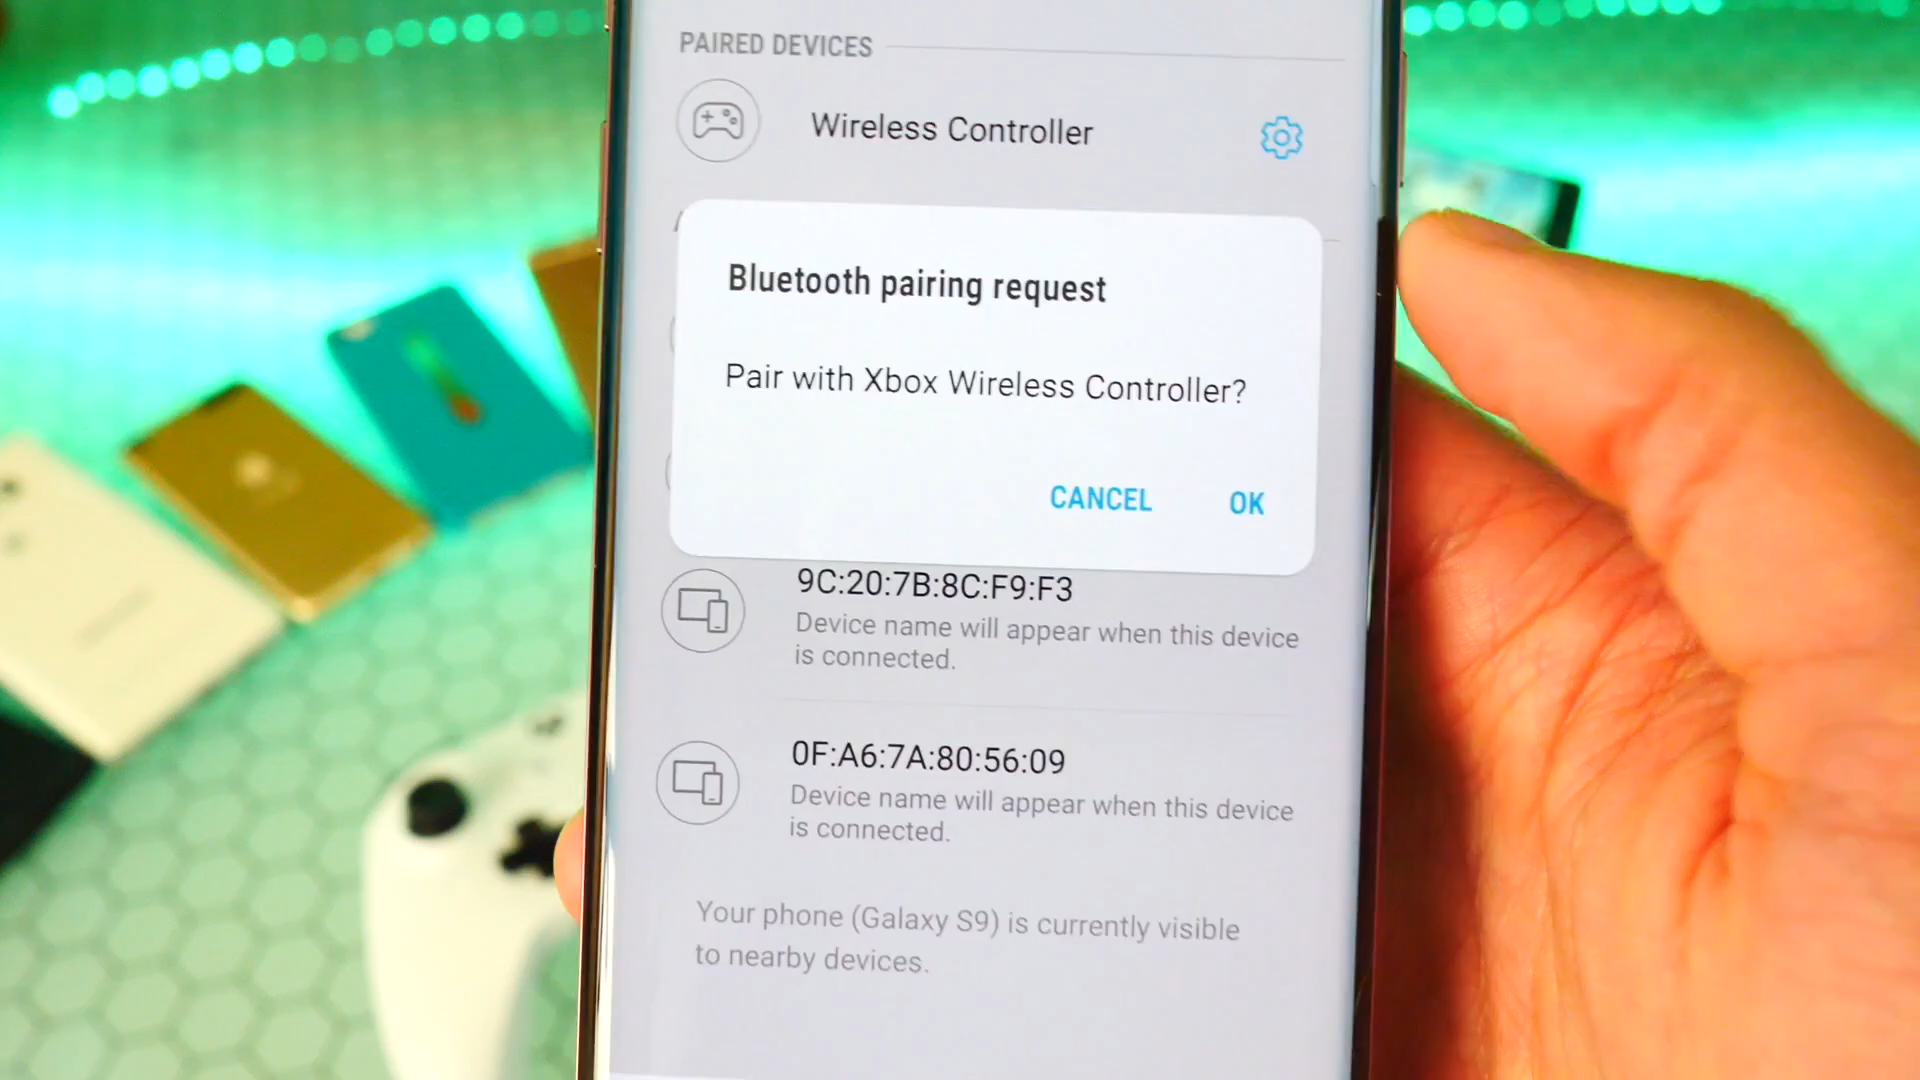 PAIRED DEVICES
Wireless Controller
Bluetooth pairing request
Pair with Xbox Wireless Controller?
CANCEL OK
9C:20:7B:8C:F9:F3
Device name will appear when this device
is connected.
0F:A6:7A:80:56:09
Device name will appear when this device
is connected.
Your phone (Galaxy S9) is currently visible
to nearby devices.